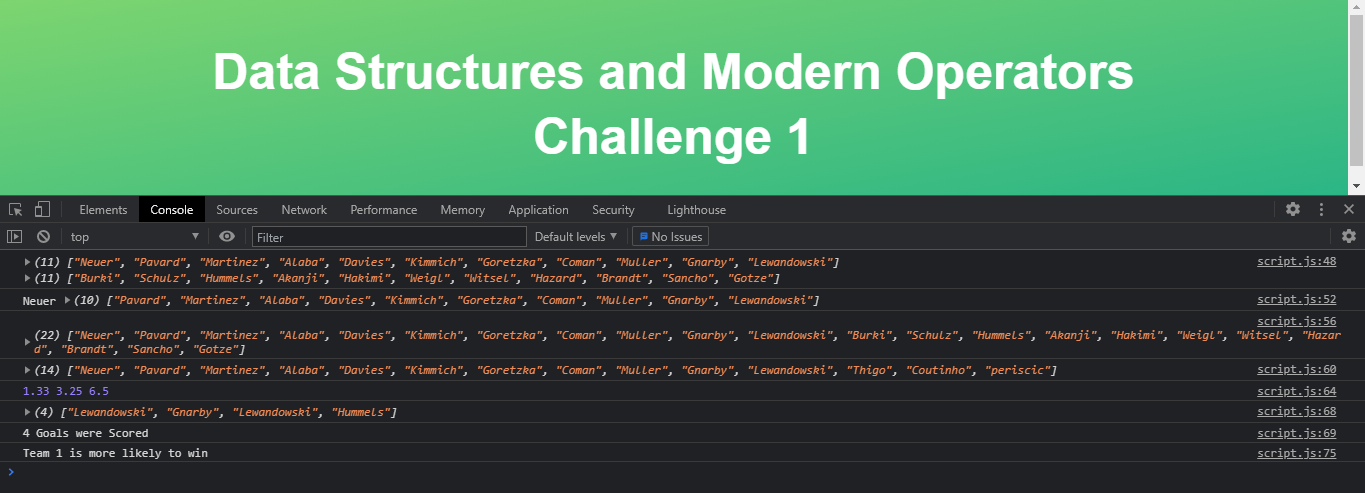 Data Structures and Modern Operators
Challenge 1
Elements Console Sources Network Performance Memory Application Security Lighthouse
top Filter Default levels No Issues
(11) ["Neuer", "Pavard", "Martinez", "Alaba", "Davies", "Kimmich", "Goretzka", "Coman", "Muller", "Gnarby", "Lewandowski"] script.js:48
(11) ["Burki", "Schulz", "Hummels", "Akanji", "Hakimi", "Weigl", "Witsel", "Hazard", "Brandt", "Sancho", "Gotze"]
Neuer (10) ["Pavard", "Martinez", "Alaba", "Davies", "Kimmich", "Goretzka", "Coman", "Muller", "Gnarby", "Lewandowski"] script.js:52
script.js:56
(22) ["Neuer", "Pavard", "Martinez", "Alaba", "Davies", "Kimmich", "Goretzka", "Coman", "Muller", "Gnarby", "Lewandowski", "Burki", "Schulz", "Hummels", "Akanji", "Hakimi", "Weigl", "Witsel", "Hazar
d", "Brandt", "Sancho", "Gotze"]
(14) ["Neuer", "Pavard", "Martinez", "Alaba", "Davies", "Kimmich", "Goretzka", "Coman", "Muller", "Gnarby", "Lewandowski", "Thigo", "Coutinho", "periscic"] script.js:60
1.33 3.25 6.5 script.js:64
(4) ["Lewandowski", "Gnarby", "Lewandowski", "Hummels"] script.js:68
4 Goals were Scored script.js:69
Team 1 is more likely to win script.js:75